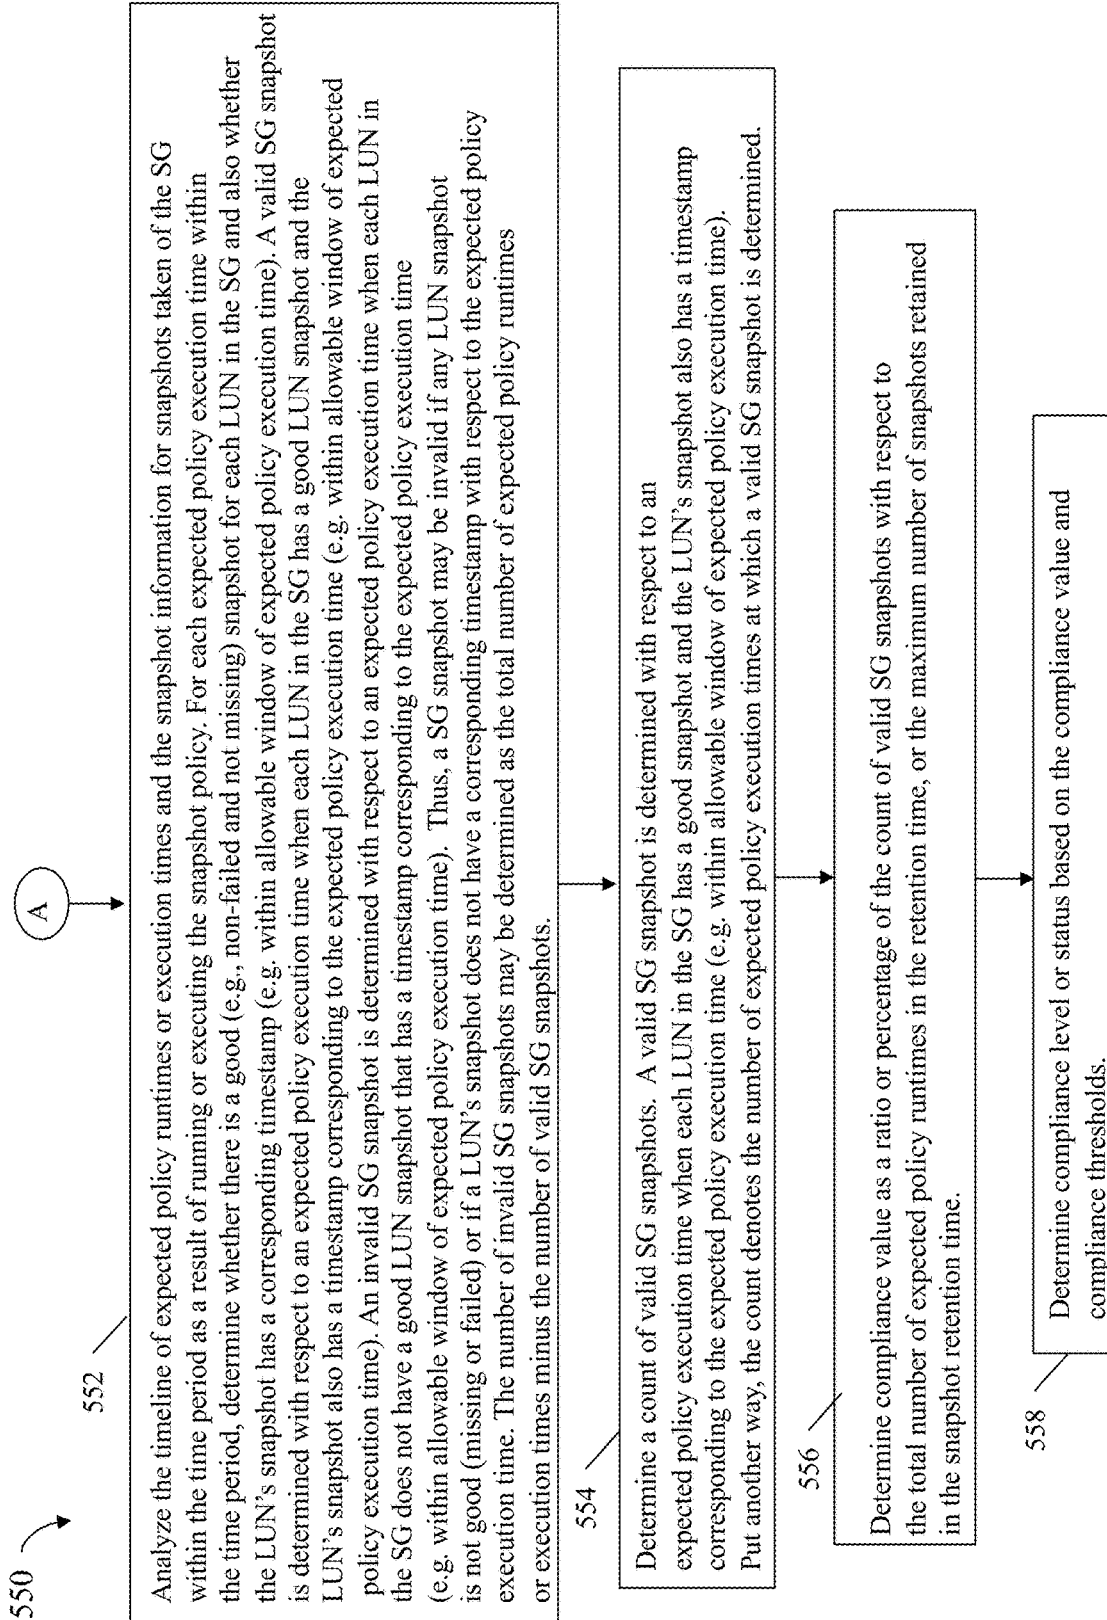 550
A
552
Analyze the timeline of expected policy runtimes or execution times and the snapshot information for snapshots taken of the SG
within the time period as a result of running or executing the snapshot policy. For each expected policy execution time within
the time period, determine whether there is a good (e.g., non-failed and not missing) snapshot for each LUN in the SG and also whether
the LUN's snapshot has a corresponding timestamp (e.g. within allowable window of expected policy execution time). A valid SG snapshot
is determined with respect to an expected policy execution time when each LUN in the SG has a good LUN snapshot and the
LUN's snapshot also has a timestamp corresponding to the expected policy execution time (e.g. within allowable window of expected
policy execution time). An invalid SG snapshot is determined with respect to an expected policy execution time when each LUN in
the SG does not have a good LUN snapshot that has a timestamp corresponding to the expected policy execution time
(e.g. within allowable window of expected policy execution time). Thus, a SG snapshot may be invalid if any LUN snapshot
is not good (missing or failed) or if a LUN's snapshot does not have a corresponding timestamp with respect to the expected policy
execution time. The number of invalid SG snapshots may be determined as the total number of expected policy runtimes
or execution times minus the number of valid SG snapshots.
554
Determine a count of valid SG snapshots. A valid SG snapshot is determined with respect to an
expected policy execution time when each LUN in the SG has a good snapshot and the LUN's snapshot also has a timestamp
corresponding to the expected policy execution time (e.g. within allowable window of expected policy execution time).
Put another way, the count denotes the number of expected policy execution times at which a valid SG snapshot is determined.
556
Determine compliance value as a ratio or percentage of the count of valid SG snapshots with respect to
the total number of expected policy runtimes in the retention time, or the maximum number of snapshots retained
in the snapshot retention time.
558
Determine compliance level or status based on the compliance value and
compliance thresholds.